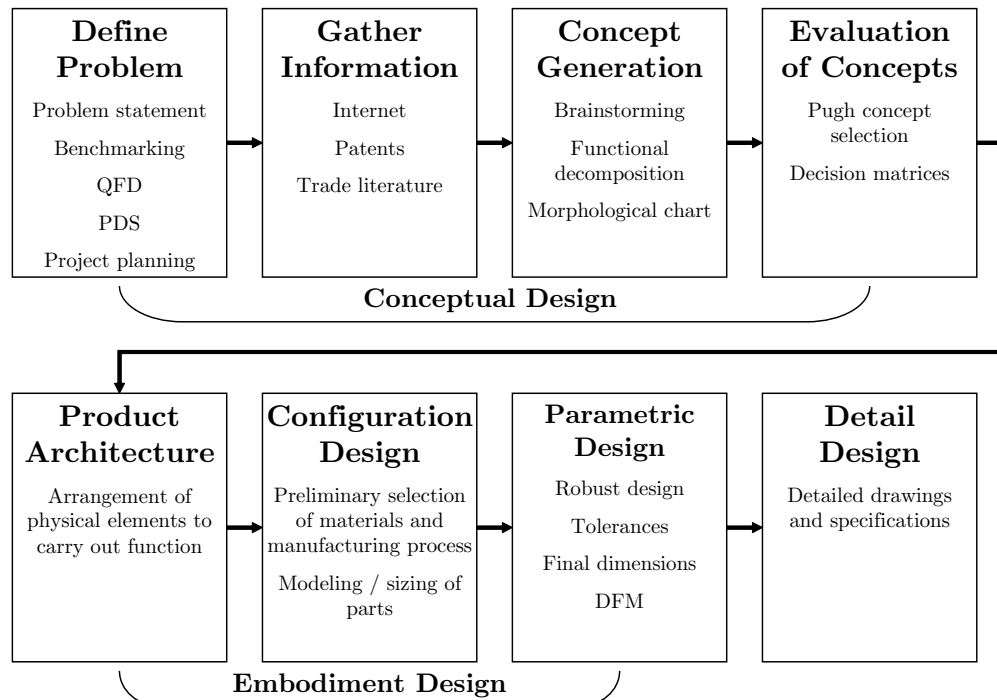 Define
Problem
Problem statement
Benchmarking
QFD
PDS
Project planning
Gather
Information
Internet
Patents
Trade literature
Concept
Generation
Brainstorming
Functional
decomposition
Morphological chart
Evaluation
of Concepts
Pugh concept
selection
Decision matrices
Conceptual Design
Product
Architecture
Arrangement of
physical elements to
carry out function
Configuration
Design
Preliminary selection
of materials and
manufacturing process
Modeling / sizing of
parts
Parametric
Design
Robust design
Tolerances
Final dimensions
DFM
Detail
Design
Detailed drawings
and specifications
Embodiment Design